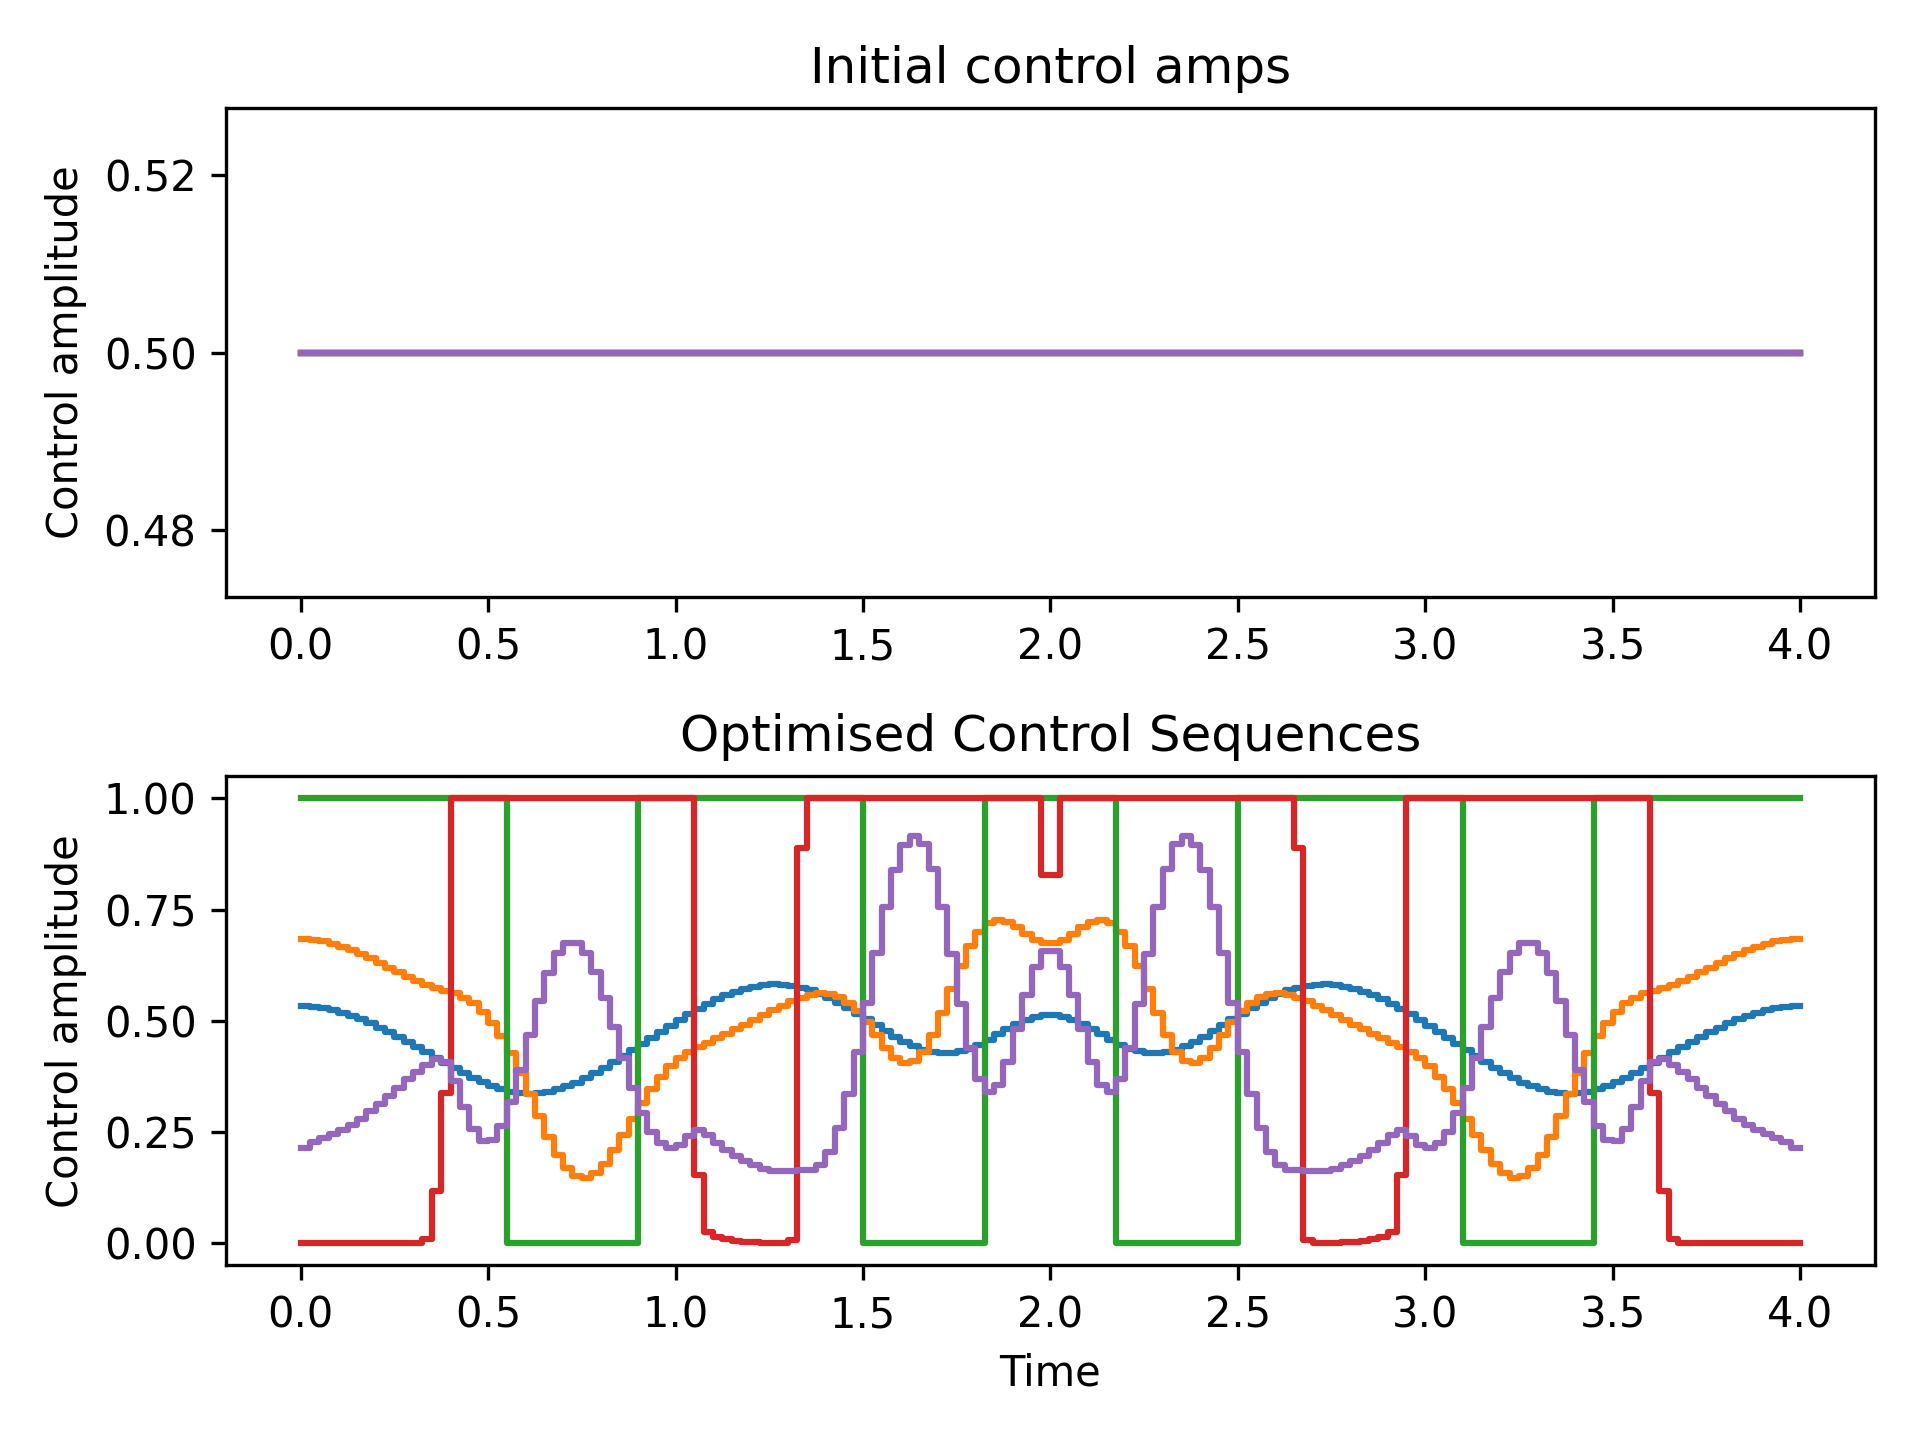 Initial control amps
Control amplitude
0.52
0.50
0.48
0.0 0.5 1.0 1.5 2.0 2.5 3.0 3.5 4.0
Optimised Control Sequences
Control amplitude
1.00
0.75
0.50
0.25
0.00
0.0 0.5 1.0 1.5 2.0 2.5 3.0 3.5 4.0
Time